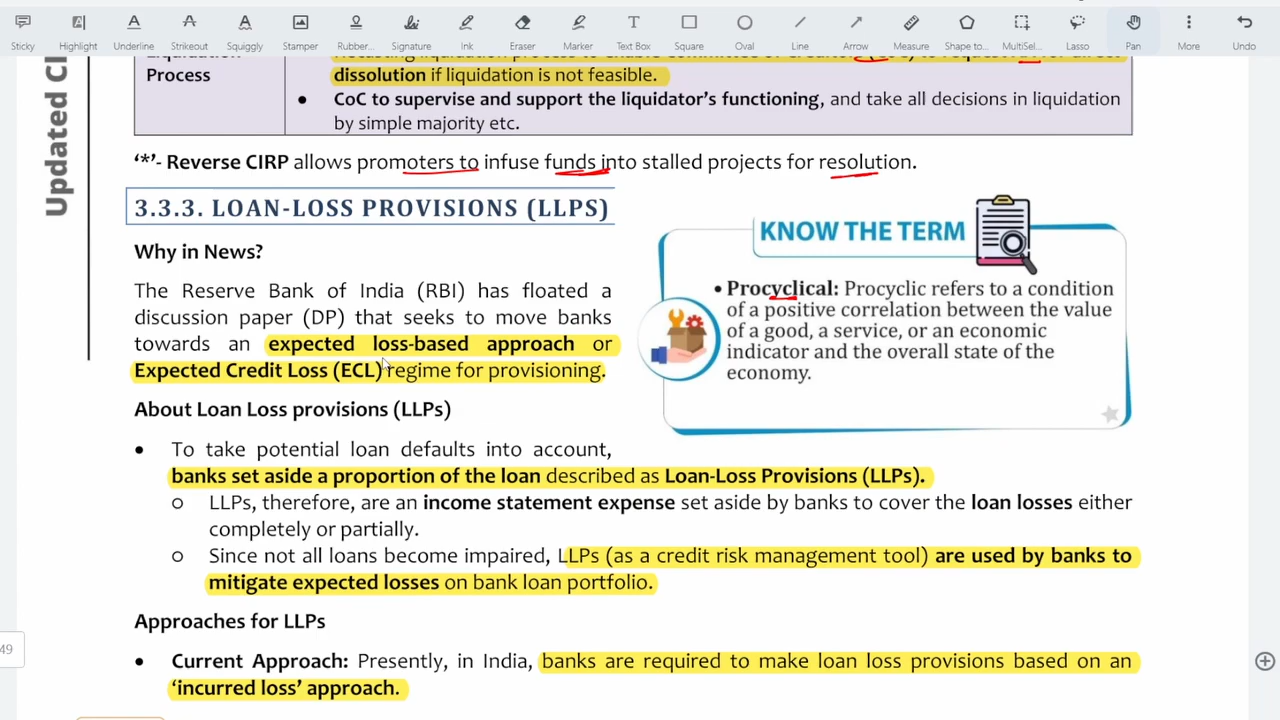 Sticky Highlight Underline Strikeout Squiggly Stamper Rubber... Signature Ink Eraser Marker Text Box Square Oval Line Arrow Measure Shape to... MultiSel... Lasso Pan More Undo
Updated
Process
dissolution if liquidation is not feasible.
• CoC to supervise and support the liquidator's functioning, and take all decisions in liquidation
by simple majority etc.
'*'- Reverse CIRP allows promoters to infuse funds into stalled projects for resolution.
3.3.3. LOAN-LOSS PROVISIONS (LLPS)
Why in News?
The Reserve Bank of India (RBI) has floated a
discussion paper (DP) that seeks to move banks
towards an expected loss-based approach or
Expected Credit Loss (ECL) regime for provisioning.
KNOW THE TERM
• Procyclical: Procyclic refers to a condition
of a positive correlation between the value
of a good, a service, or an economic
indicator and the overall state of the
economy.
About Loan Loss provisions (LLPs)
• To take potential loan defaults into account,
banks set aside a proportion of the loan described as Loan-Loss Provisions (LLPs).
o LLPs, therefore, are an income statement expense set aside by banks to cover the loan losses either
completely or partially.
o Since not all loans become impaired, LLPs (as a credit risk management tool) are used by banks to
mitigate expected losses on bank loan portfolio.
Approaches for LLPs
• Current Approach: Presently, in India, banks are required to make loan loss provisions based on an
'incurred loss' approach.
49